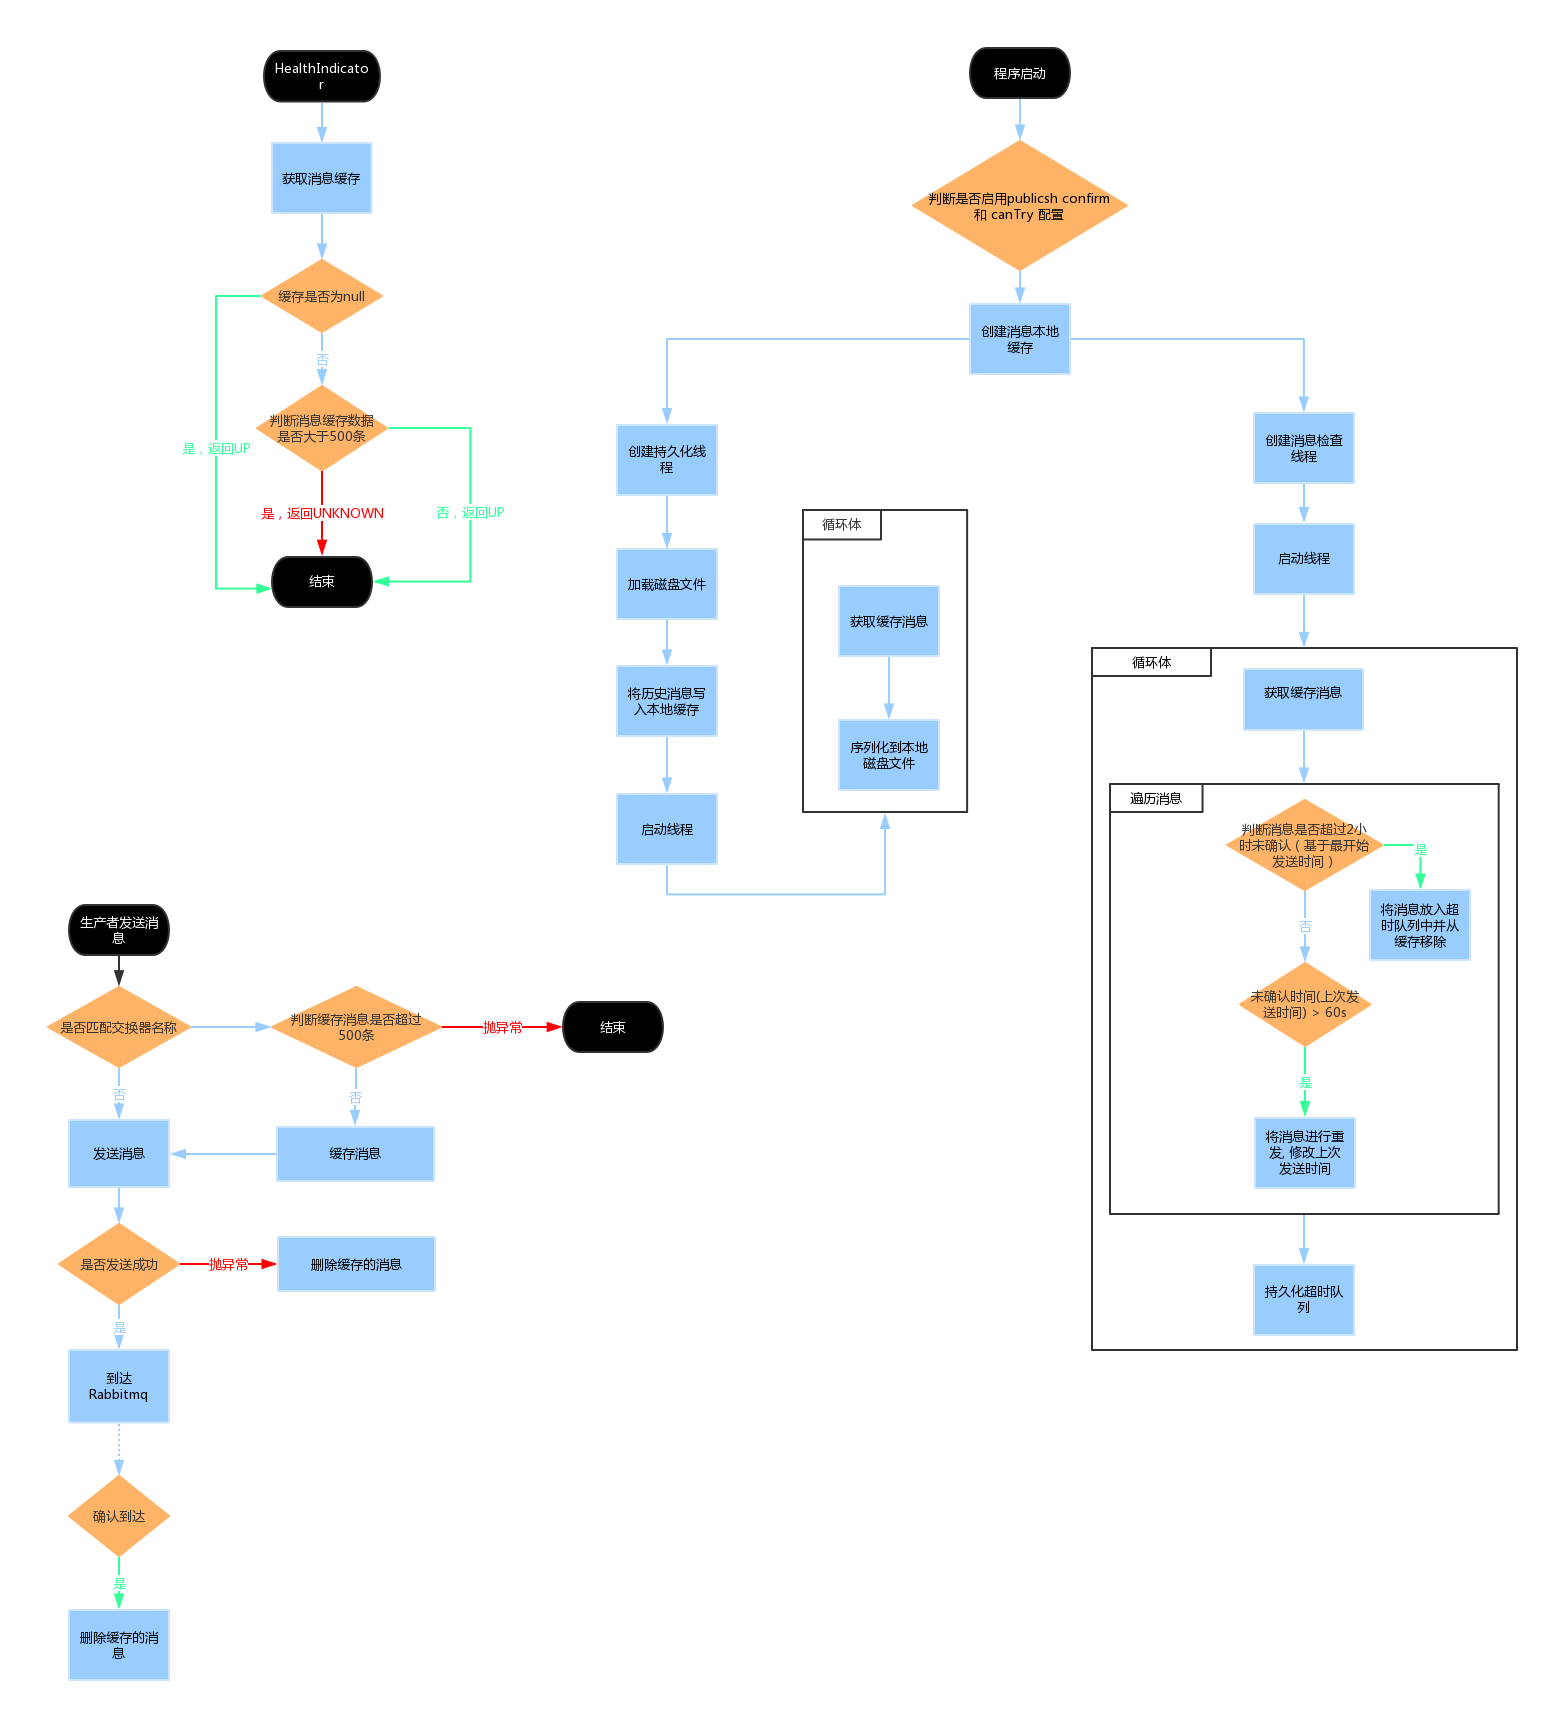 HealthIndicato
r
获取消息缓存
缓存是否为null
否
判断消息缓存数据
是否大于500条
是，返回UP
是，返回UNKNOWN
否，返回UP
结束
程序启动
判断是否启用publicsh confirm
和 canTry 配置
创建消息本地
缓存
创建持久化线
程
加载磁盘文件
将历史消息写
入本地缓存
启动线程
循环体
获取缓存消息
序列化到本地
磁盘文件
创建消息检查
线程
启动线程
循环体
获取缓存消息
遍历消息
判断消息是否超过2小
时未确认（基于最开始
发送时间）
是
将消息放入超
时队列中并从
缓存移除
否
未确认时间(上次发
送时间) > 60s
是
将消息进行重
发, 修改上次
发送时间
持久化超时队
列
生产者发送消
息
是否匹配交换器名称
判断缓存消息是否超过
500条
抛异常
结束
否
否
发送消息
缓存消息
是否发送成功
抛异常
删除缓存的消息
是
到达
Rabbitmq
确认到达
是
删除缓存的消
息